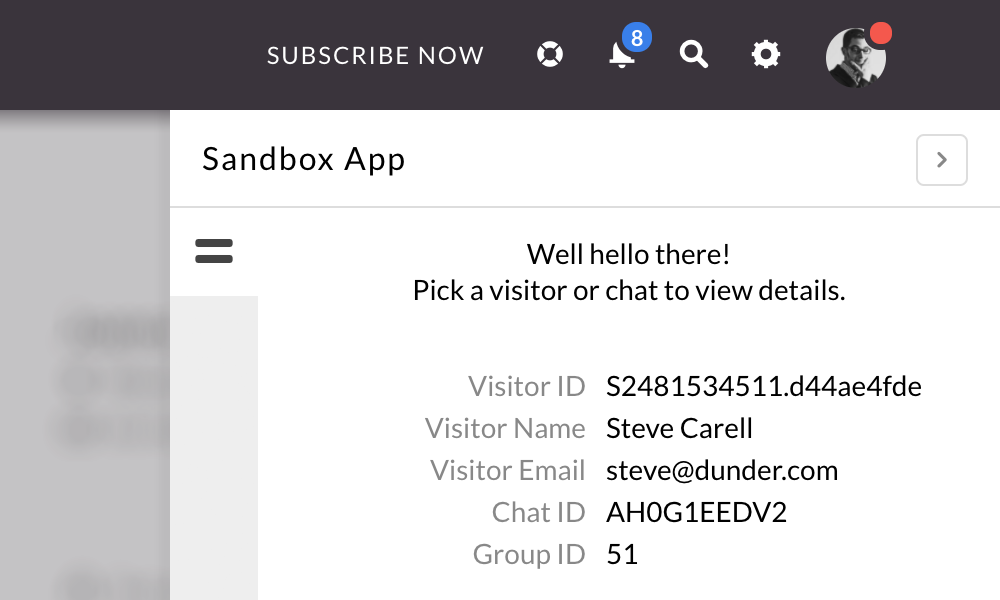 SUBSCRIBE NOW
8
Sandbox App
Well hello there!
Pick a visitor or chat to view details.
Visitor ID S2481534511.d44ae4fde
Visitor Name Steve Carell
Visitor Email steve@dunder.com
Chat ID AH0G1EEDV2
Group ID 51